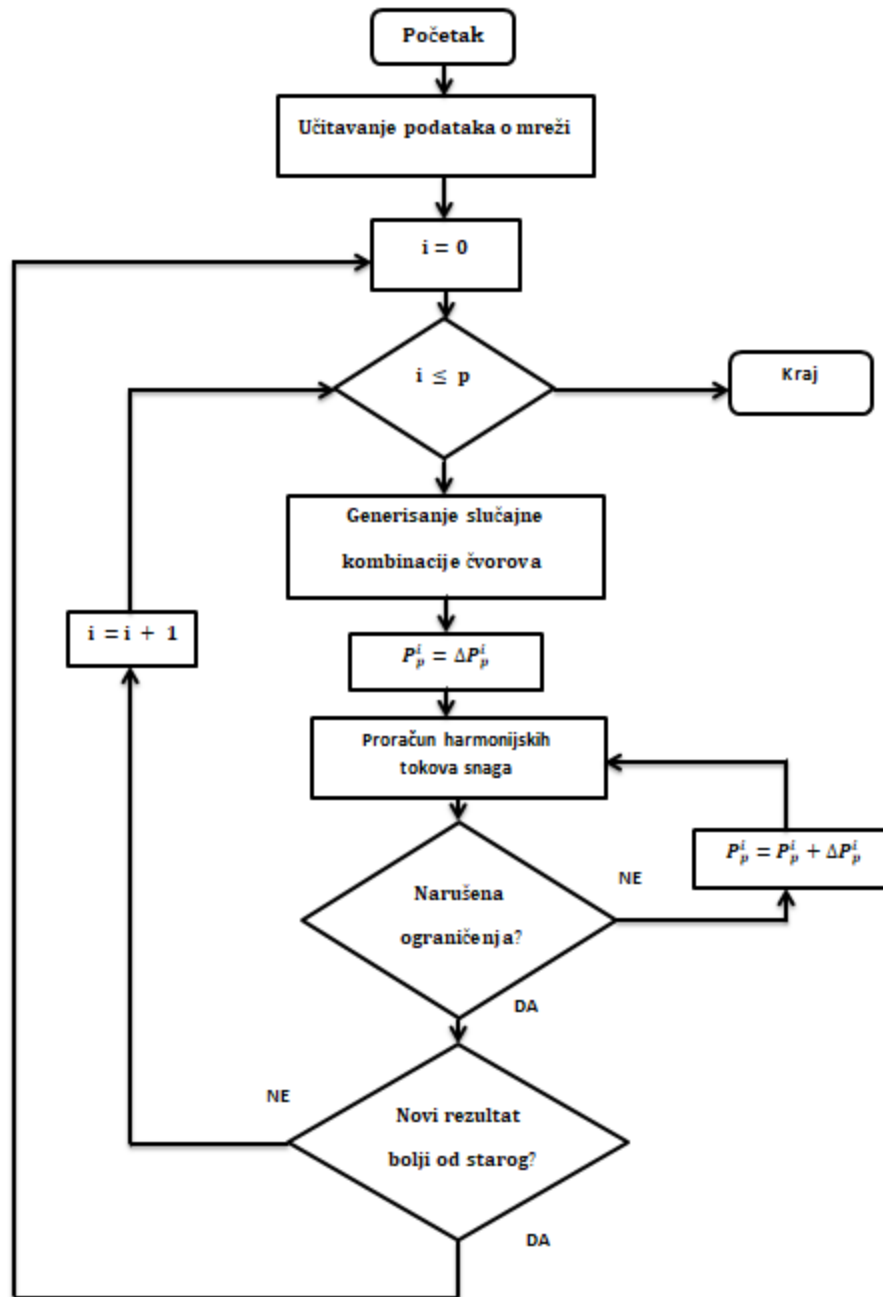 Početak
Učitavanje podataka o mreži
i = 0
i ≤ p
Kraj
Generisanje slučajne
kombinacije čvorova
i = i + 1
P_p^i = ΔP_p^i
Proračun harmonijskih
tokova snaga
P_p^i = P_p^i + ΔP_p^i
NE
Narušena
ograničenja?
DA
NE
Novi rezultat
bolji od starog?
DA